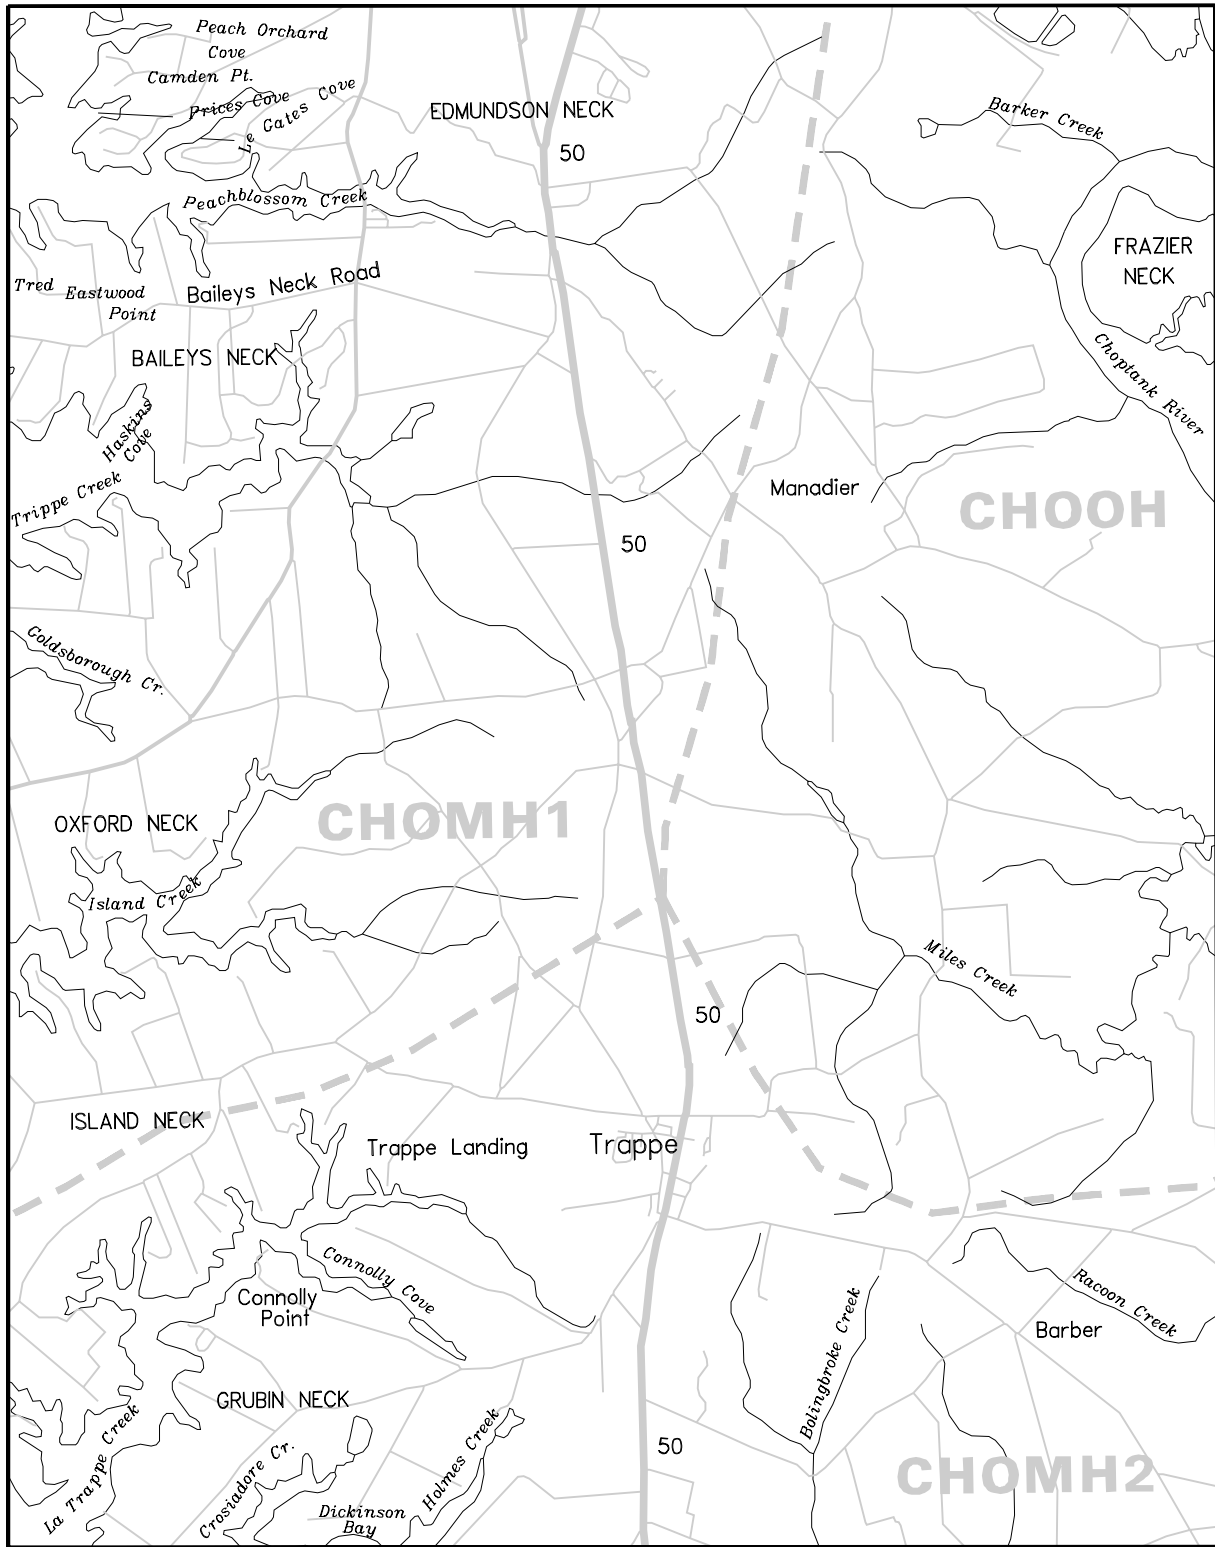 Peach Orchard
Cove
Camden Pt.
Prices Cove
Le Gates Cove
EDMUNDSON NECK
Barker Creek
50
Peachblossom Creek
FRAZIER
NECK
Tred
Eastwood
Point
Baileys Neck Road
BAILEYS NECK
Choptank River
Haskins
Cove
Trippe Creek
Manadier
CHOOH
50
Goldsborough Cr.
OXFORD NECK
CHOMH1
Island Creek
Miles Creek
50
ISLAND NECK
Trappe Landing
Trappe
Connolly Cove
Connolly
Point
Racoon Creek
Barber
Bolingbroke Creek
GRUBIN NECK
La Trappe Creek
Crosiadore Cr.
Holmes Creek
50
CHOMH2
Dickinson
Bay